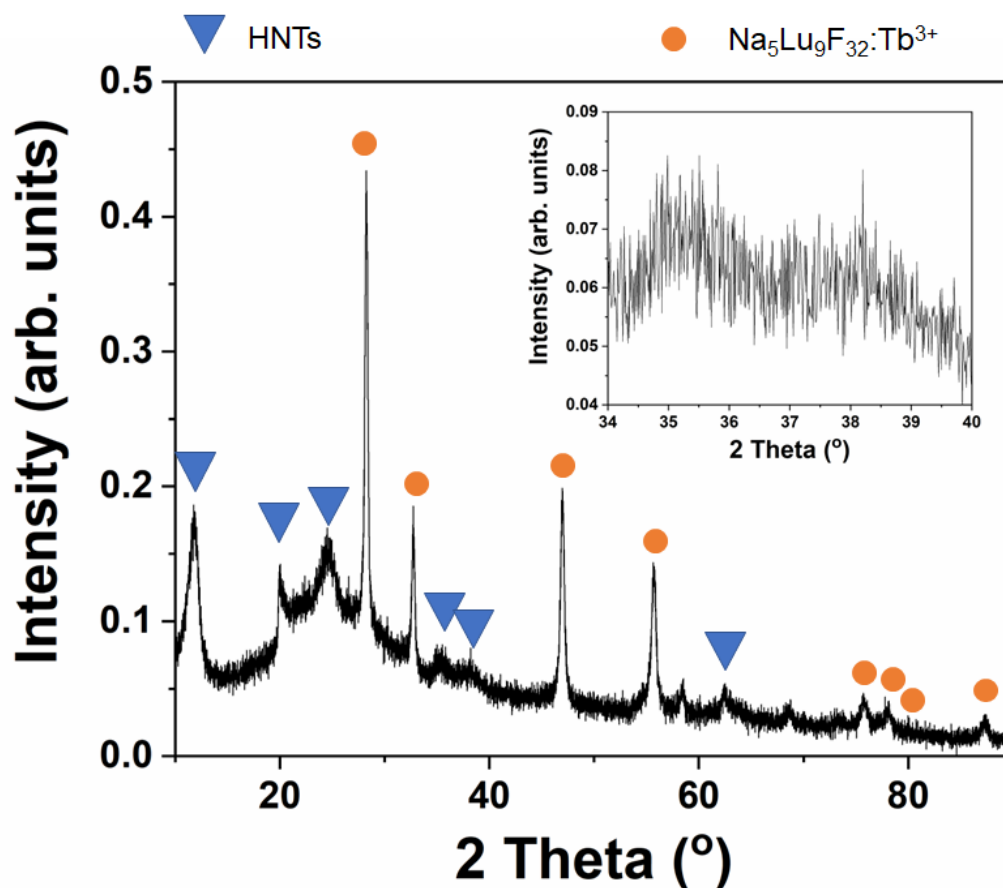 HNTs
Na₅Lu₉F₃₂:Tb³⁺
Intensity (arb. units)
0.5
0.4
0.3
0.2
0.1
0.0
20 40 60 80
2 Theta (°)
Intensity (arb. units)
0.09
0.08
0.07
0.06
0.05
0.04
34 35 36 37 38 39 40
2 Theta (°)